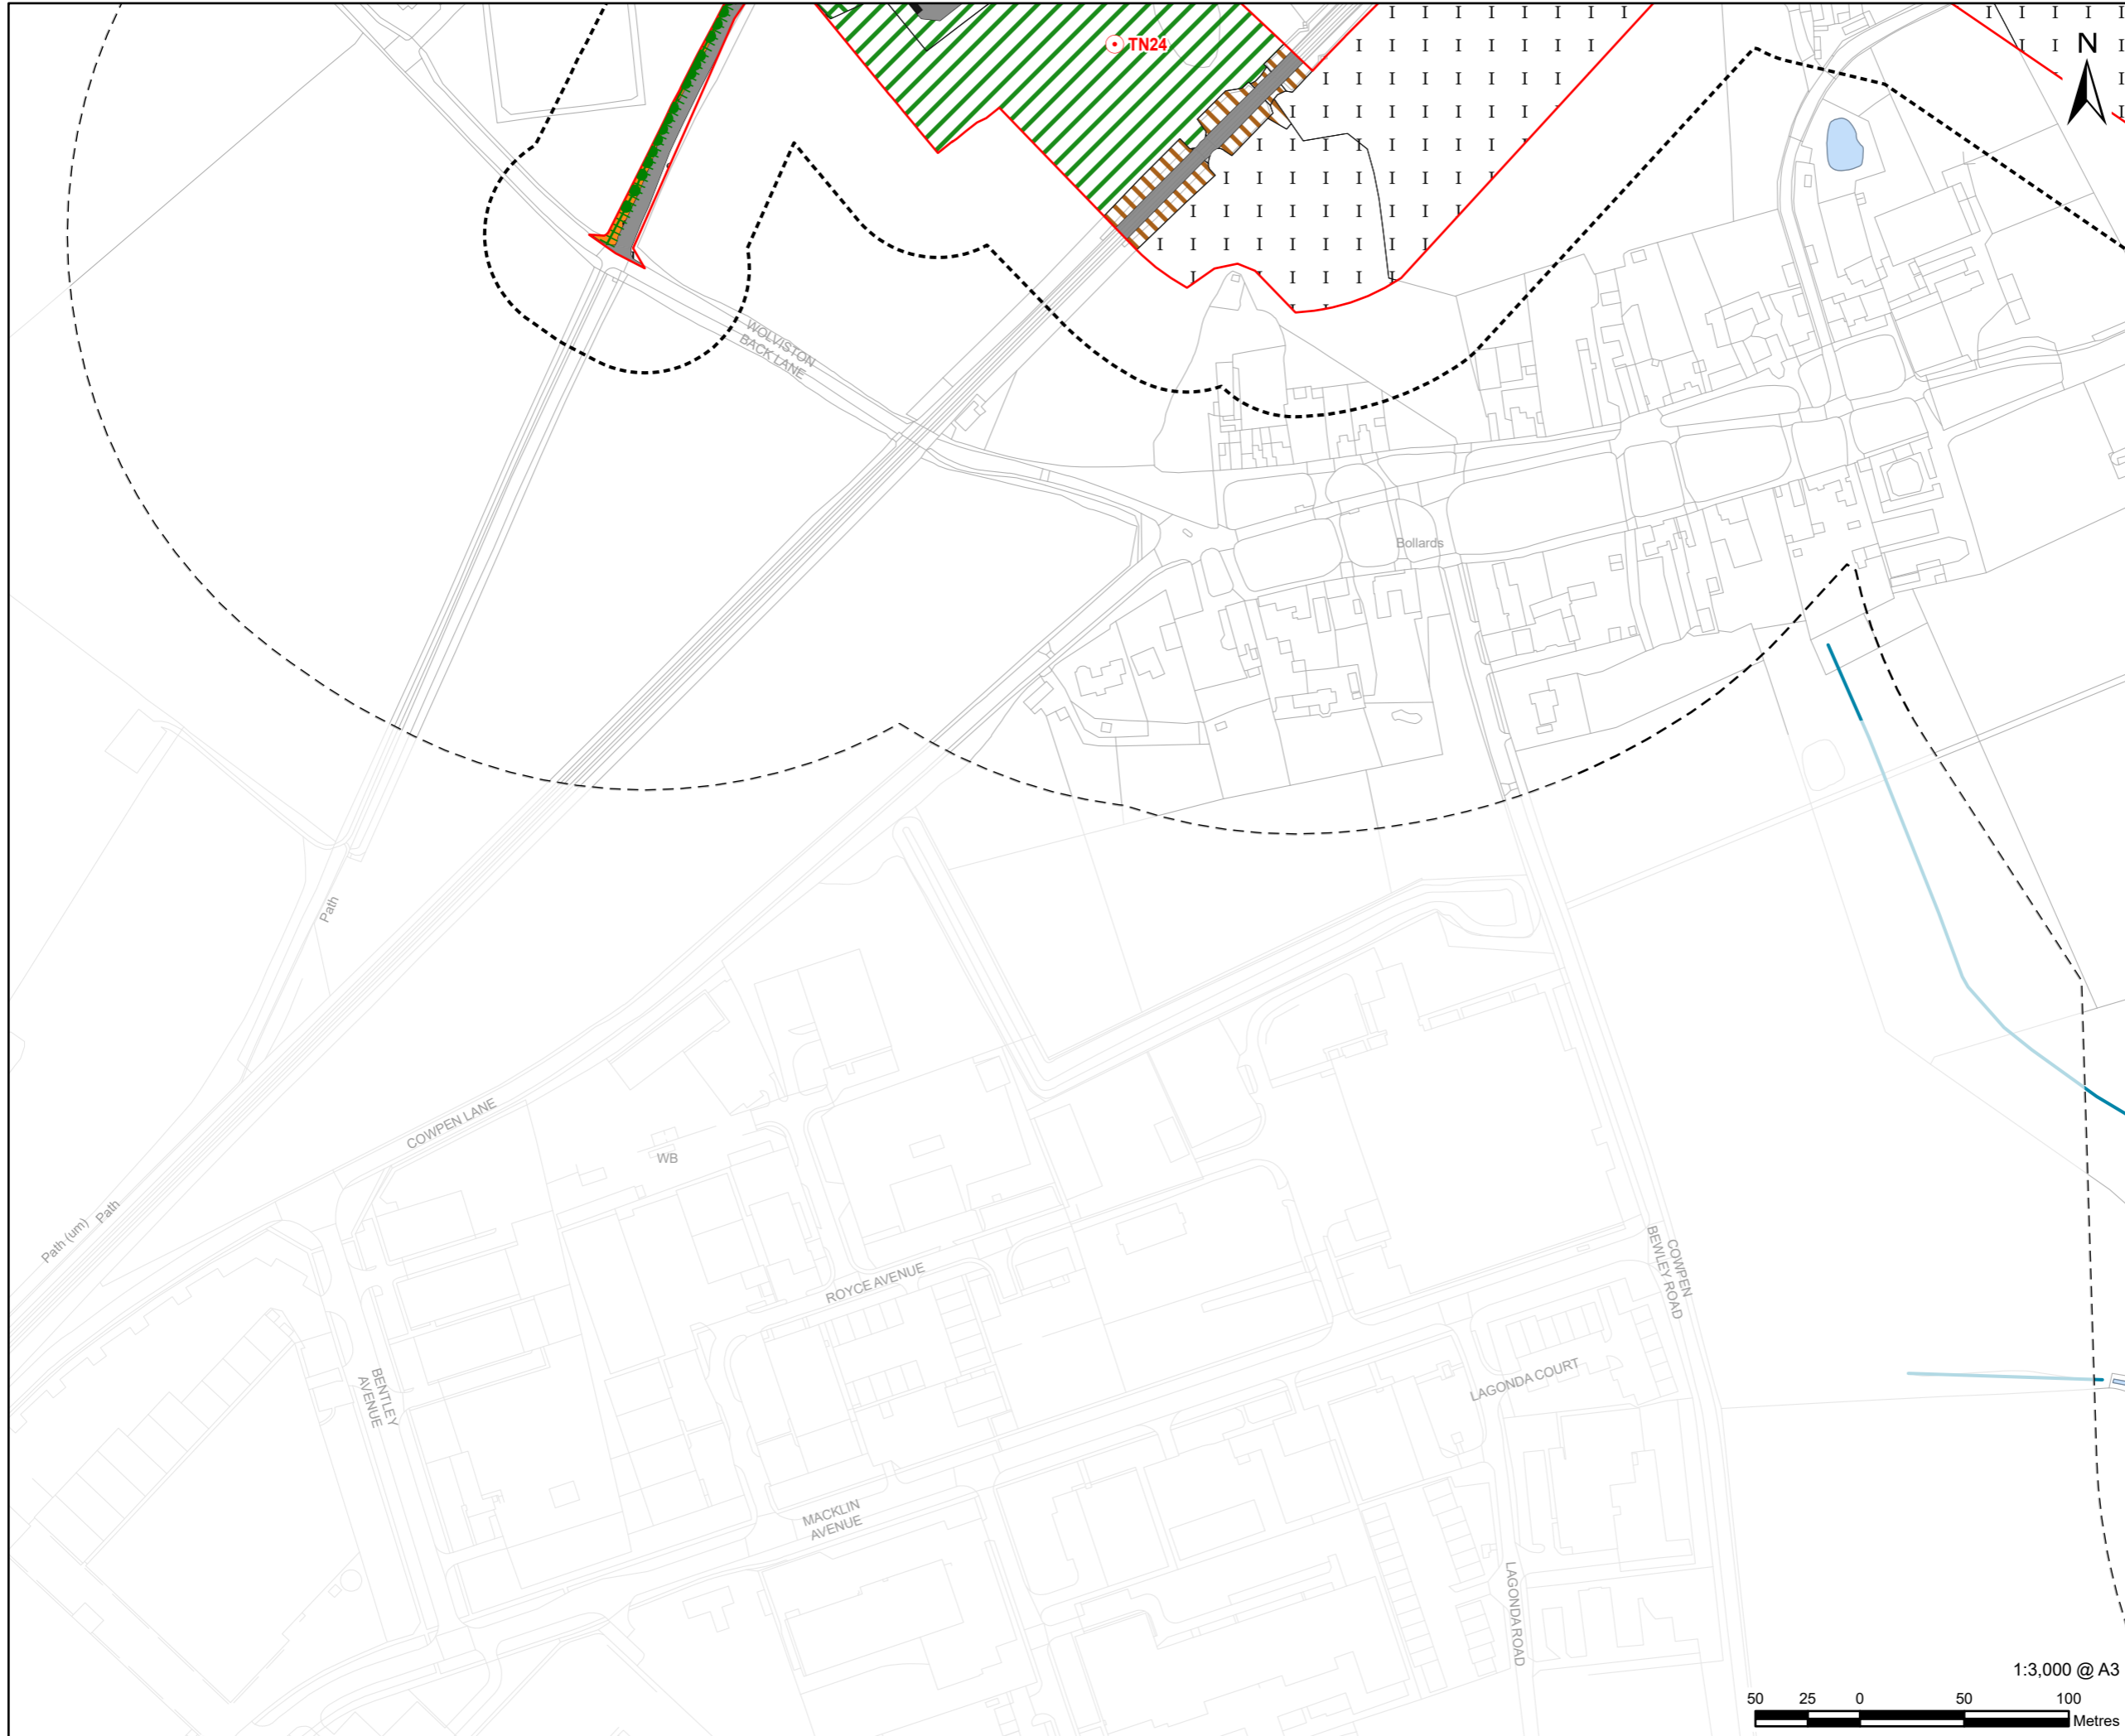 TN24
N
WOLVISTON
BACK LANE
Bollards
Path
COWPEN LANE
WB
Path (um)
Path
ROYCE AVENUE
COWPEN
BEWLEY ROAD
BENTLEY
AVENUE
LAGONDA COURT
MACKLIN
AVENUE
LAGONDA ROAD
1:3,000 @ A3
50 25 0 50 100
Metres